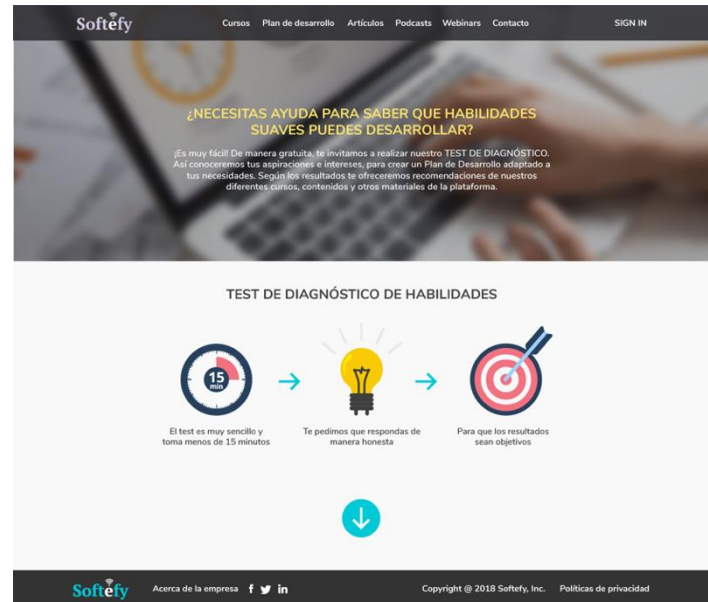 Softefy
Cursos Plan de desarrollo Artículos Podcasts Webinars Contacto SIGN IN
¿NECESITAS AYUDA PARA SABER QUE HABILIDADES
SUAVES PUEDES DESARROLLAR?
¡Es muy fácil! De manera gratuita, te invitamos a realizar nuestro TEST DE DIAGNÓSTICO.
Así conoceremos tus aspiraciones e intereses, para crear un Plan de Desarrollo adaptado a
tus necesidades. Según los resultados te ofreceremos recomendaciones de nuestros
diferentes cursos, contenidos y otros materiales de la plataforma.
TEST DE DIAGNÓSTICO DE HABILIDADES
15
min
El test es muy sencillo y
toma menos de 15 minutos
Te pedimos que respondas de
manera honesta
Para que los resultados
sean objetivos
Softefy
Acerca de la empresa
Copyright @ 2018 Softefy, Inc. Políticas de privacidad